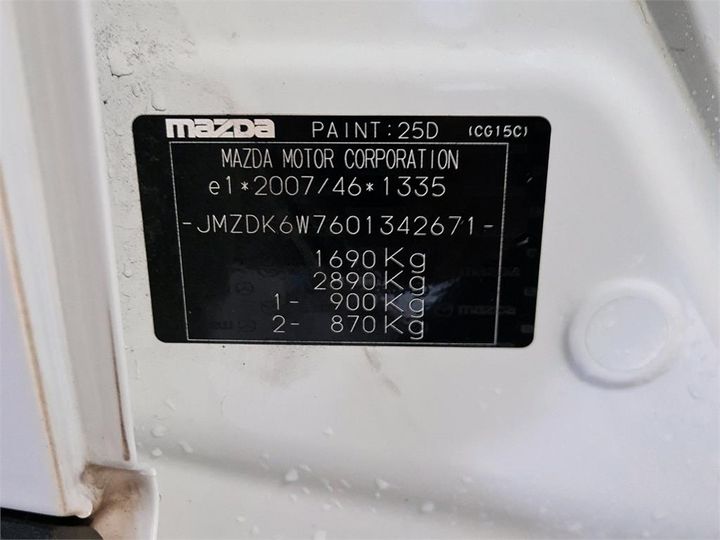 mazda PAINT:25D (CG15C)
MAZDA MOTOR CORPORATION
e1*2007/46*1335
-JMZDK6W7601342671-
1690Kg
2890Kg
1- 900Kg
2- 870Kg